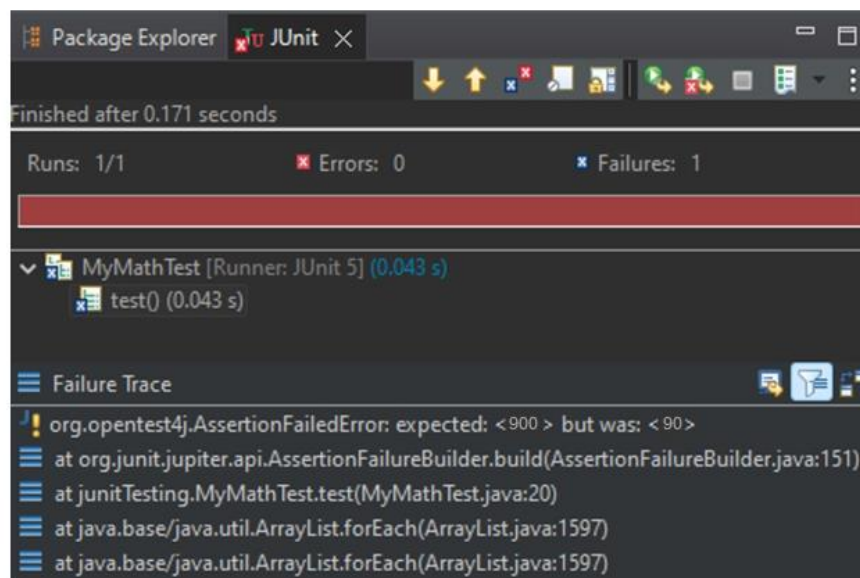 Package Explorer JUnit
Finished after 0.171 seconds
Runs: 1/1 Errors: 0 Failures: 1
MyMathTest [Runner: JUnit 5] (0.043 s)
test() (0.043 s)
Failure Trace
org.opentest4j.AssertionFailedError: expected: <900 > but was: <90>
at org.junit.jupiter.api.AssertionFailureBuilder.build(AssertionFailureBuilder.java:151)
at junitTesting.MyMathTest.test(MyMathTest.java:20)
at java.base/java.util.ArrayList.forEach(ArrayList.java:1597)
at java.base/java.util.ArrayList.forEach(ArrayList.java:1597)